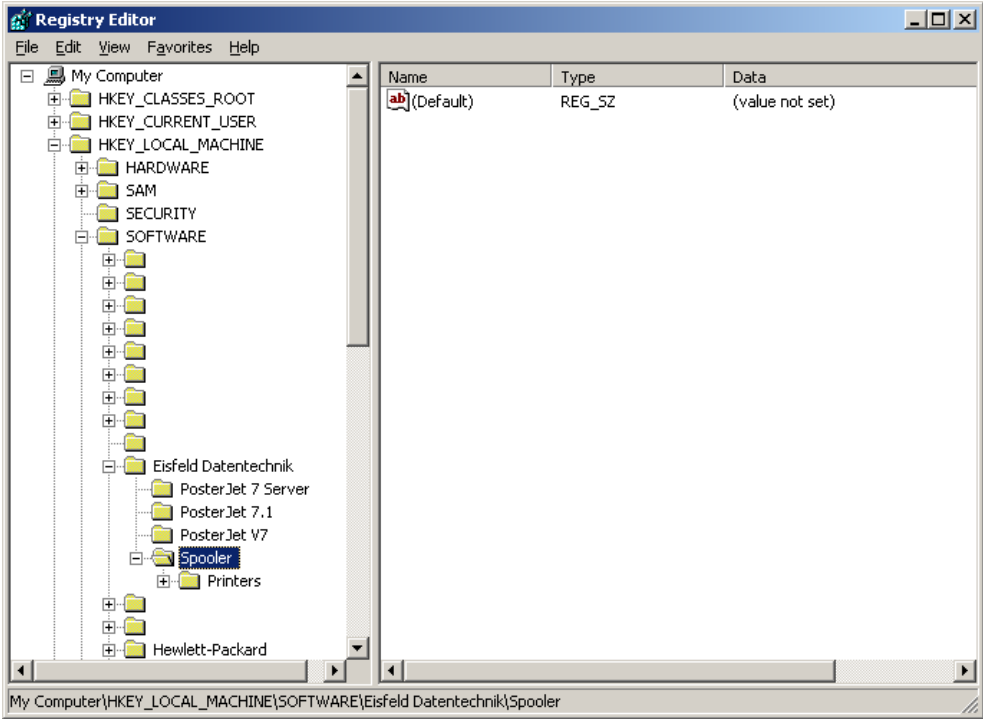 Registry Editor
File Edit View Favorites Help
My Computer
HKEY_CLASSES_ROOT
HKEY_CURRENT_USER
HKEY_LOCAL_MACHINE
HARDWARE
SAM
SECURITY
SOFTWARE
Eisfeld Datentechnik
PosterJet 7 Server
PosterJet 7.1
PosterJet V7
Spooler
Printers
Hewlett-Packard
Name Type Data
ab (Default) REG_SZ (value not set)
My Computer\HKEY_LOCAL_MACHINE\SOFTWARE\Eisfeld Datentechnik\Spooler